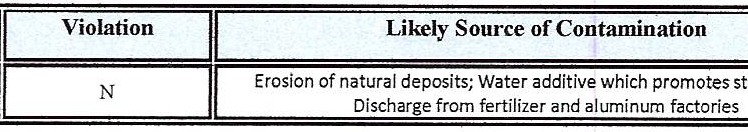 Violation
Likely Source of Contamination
N
Erosion of natural deposits; Water additive which promotes
Discharge from fertilizer and aluminum factories